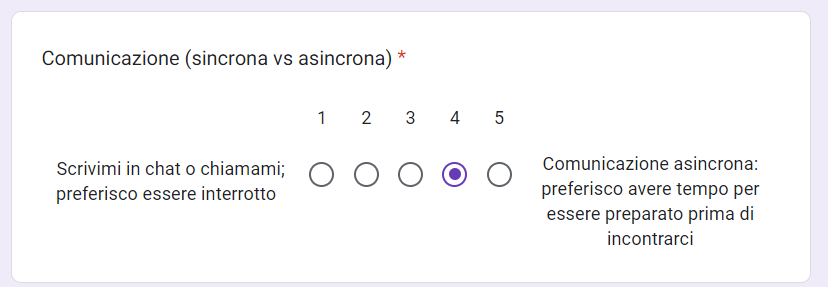 Comunicazione (sincrona vs asincrona) *
1 2 3 4 5
Scrivimi in chat o chiamami;
preferisco essere interrotto
Comunicazione asincrona:
preferisco avere tempo per
essere preparato prima di
incontrarci